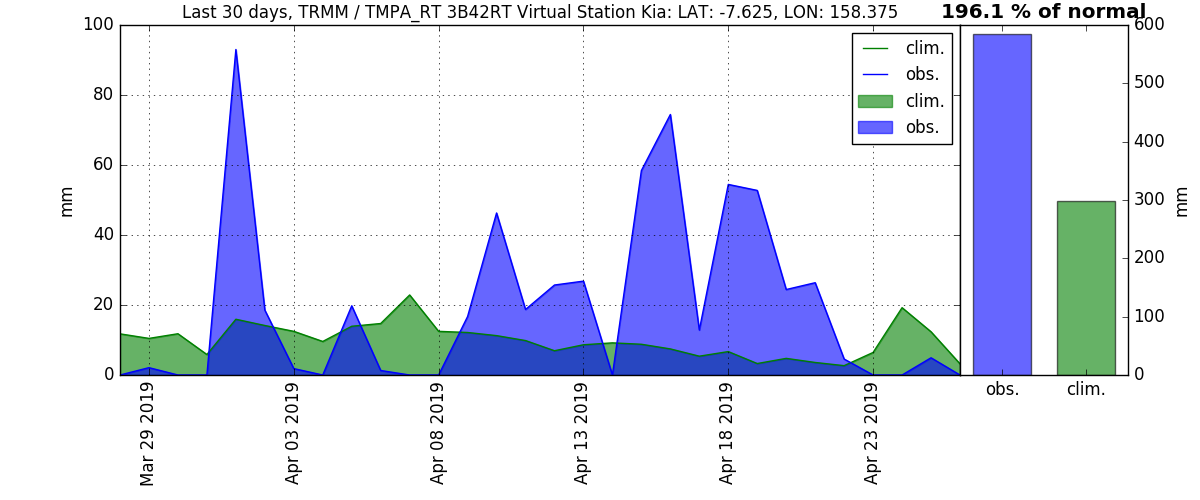 Last 30 days, TRMM / TMPA_RT 3B42RT Virtual Station Kia: LAT: -7.625, LON: 158.375
196.1 % of normal
100
80
60
40
20
0
mm
clim.
obs.
clim.
obs.
600
500
400
300
200
100
0
mm
Mar 29 2019
Apr 03 2019
Apr 08 2019
Apr 13 2019
Apr 18 2019
Apr 23 2019
obs.
clim.